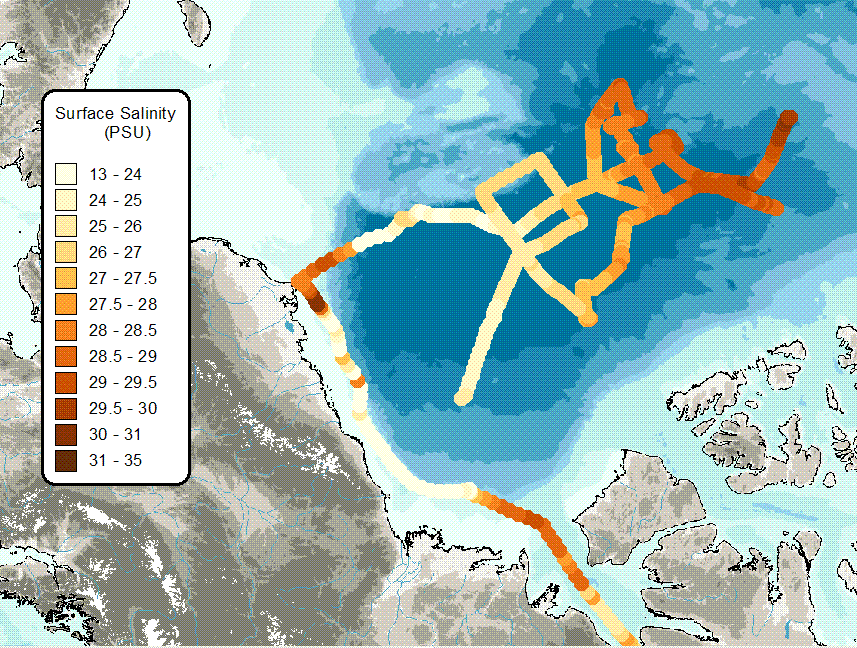 Surface Salinity
(PSU)
13 - 24
24 - 25
25 - 26
26 - 27
27 - 27.5
27.5 - 28
28 - 28.5
28.5 - 29
29 - 29.5
29.5 - 30
30 - 31
31 - 35